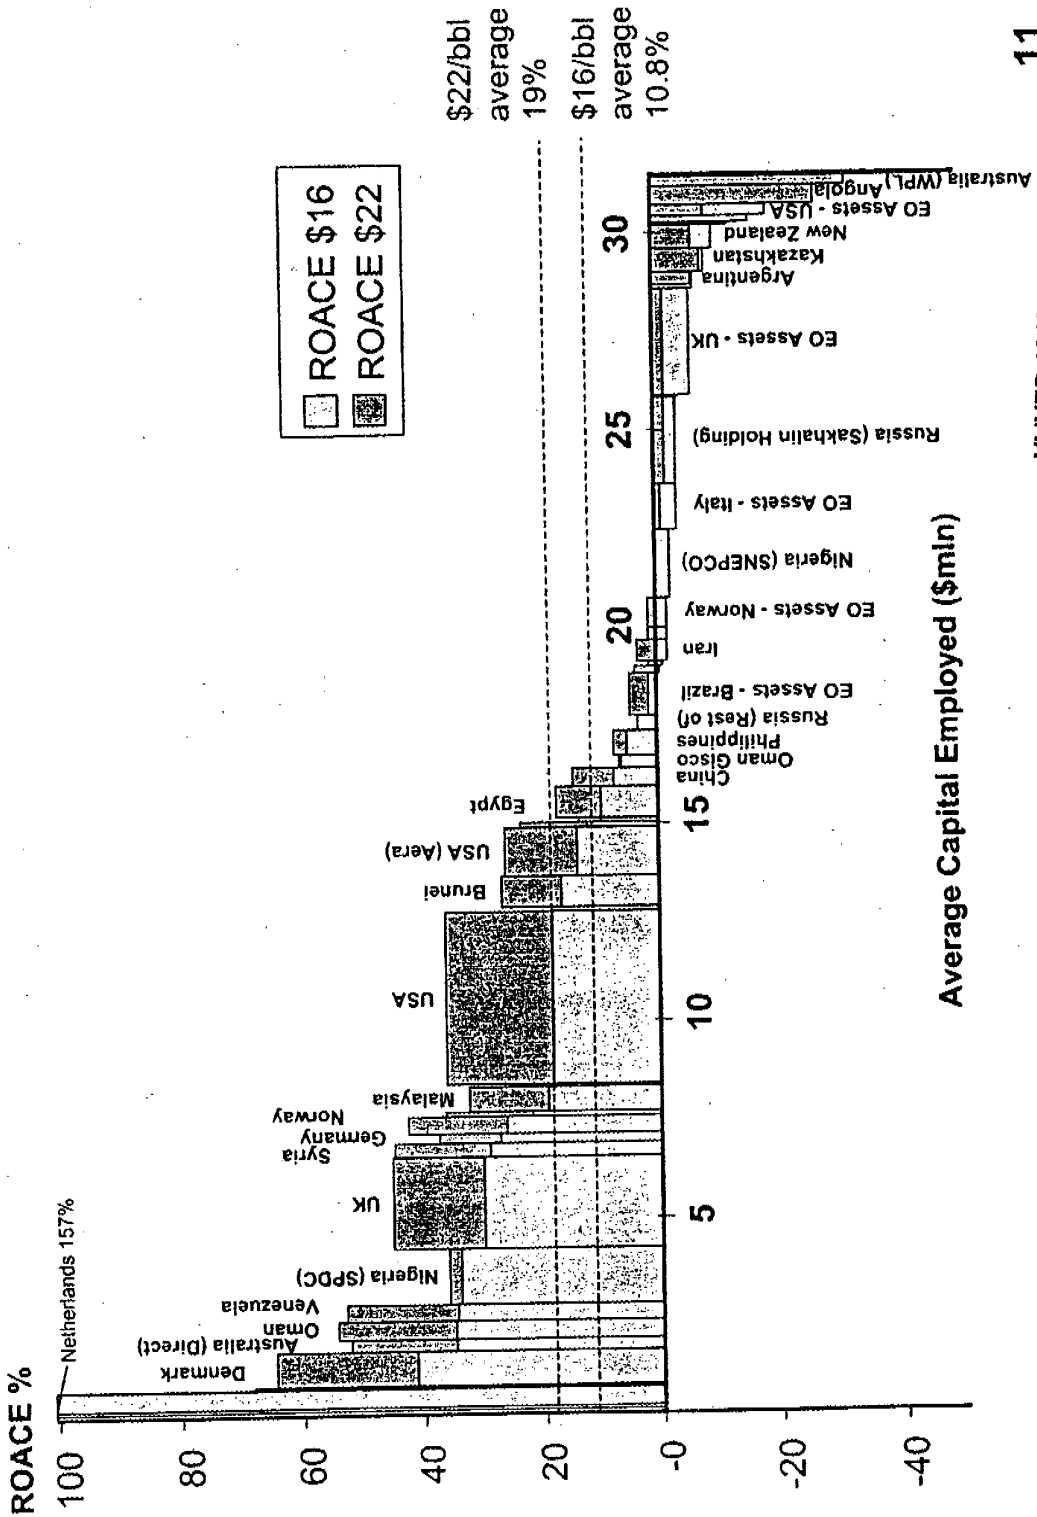 ROACE %
Netherlands 157%
100
80
60
40
20
-0
-20
-40
Denmark
Australia (Direct)
Oman
Venezuela
Nigeria (SPDC)
UK
Syria
Germany
Norway
Malaysia
USA
Brunei
USA (Aera)
Egypt
China
Oman Gisco
Philippines
Russia (Rest of)
EO Assets - Brazil
Iran
EO Assets - Norway
Nigeria (SNEPCO)
EO Assets - Italy
Russia (Sakhalin Holding)
EO Assets - UK
Argentina
Kazakhstan
New Zealand
EO Assets - USA
Angola
Australia (WPL)
5
10
15
20
25
30
ROACE $16
ROACE $22
$22/bbl
average
19%
$16/bbl
average
10.8%
Average Capital Employed ($mln)
11